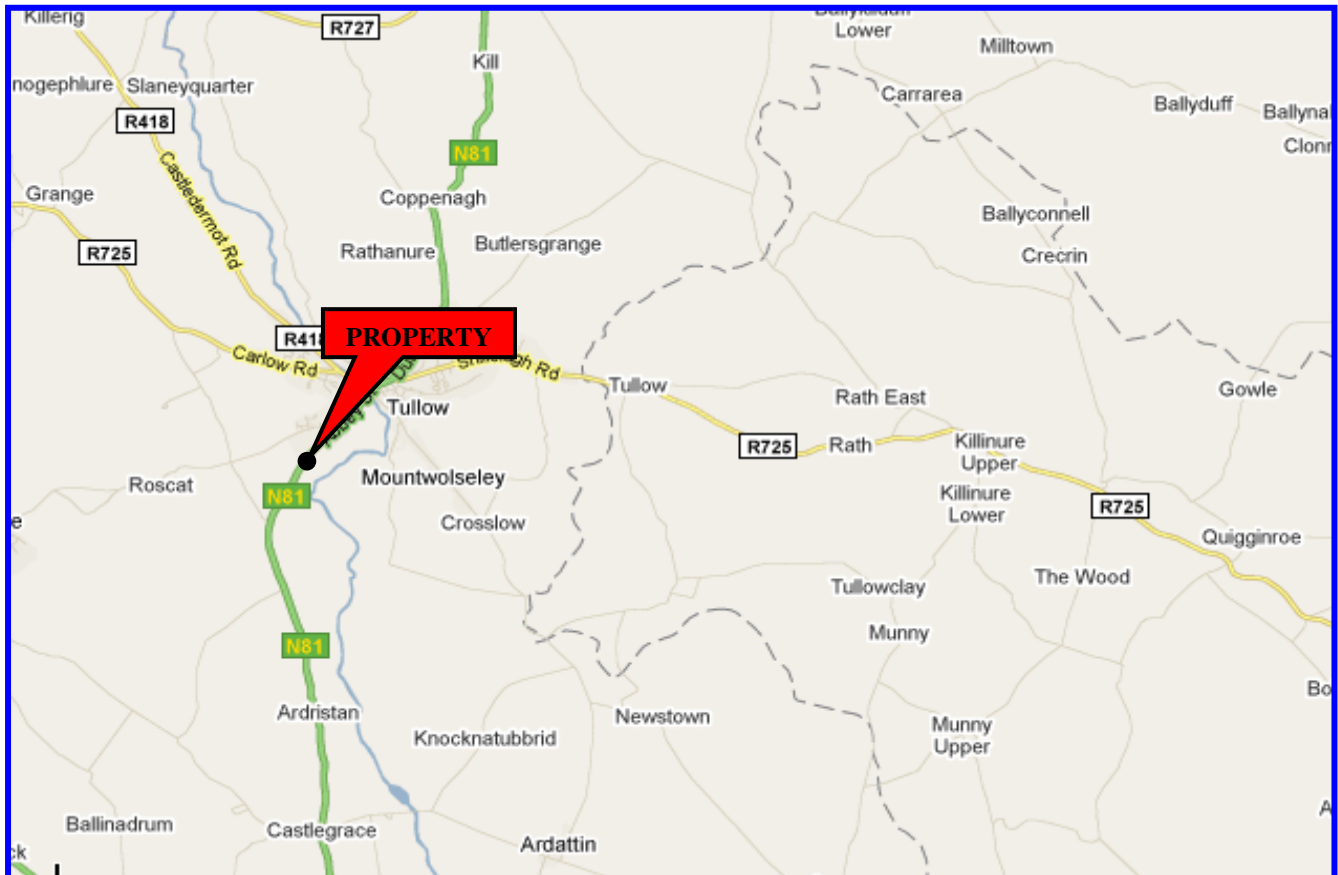 Killerig
R727
Lower
Milltown
Kill
nogephlure
Slaneyquarter
Carrarea
Ballyduff
R418
N81
Grange
Castledermot Rd
Coppenagh
Ballyconnell
R725
Rathanure
Butlersgrange
Crecrin
R418
PROPERTY
Carlow Rd
Shillelagh Rd
Tullow
Tullow
Rath East
Gowle
Abbey St
R725
Rath
Killinure
Upper
Roscat
N81
Mountwolseley
Killinure
Lower
R725
Crosslow
Quigginroe
Tullowclay
The Wood
N81
Munny
Ardristan
Newstown
Bo
Knocknatubbrid
Munny
Upper
Ballinadrum
Castlegrace
Ardattin
A
ck
e